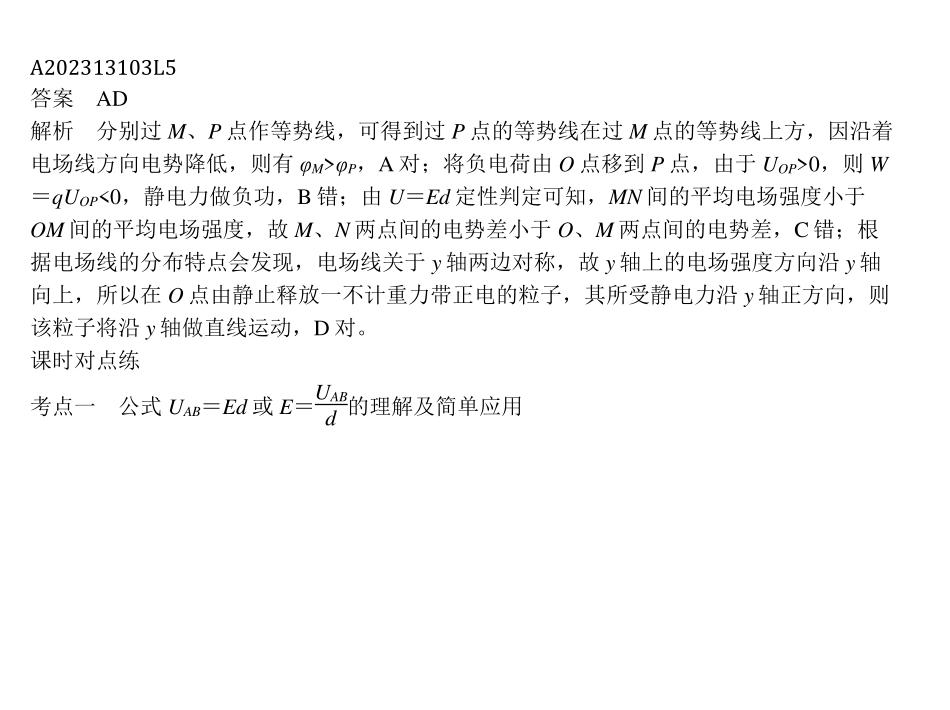 A202313103L5
答案　AD
解析　分别过 M、P 点作等势线，可得到过 P 点的等势线在过 M 点的等势线上方，因沿着
电场线方向电势降低，则有 φM>φP，A 对；将负电荷由 O 点移到 P 点，由于 UOP>0，则 W
＝qUOP<0，静电力做负功，B 错；由 U＝Ed 定性判定可知，MN 间的平均电场强度小于
OM 间的平均电场强度，故 M、N 两点间的电势差小于 O、M 两点间的电势差，C 错；根
据电场线的分布特点会发现，电场线关于 y 轴两边对称，故 y 轴上的电场强度方向沿 y 轴
向上，所以在 O 点由静止释放一不计重力带正电的粒子，其所受静电力沿 y 轴正方向，则
该粒子将沿 y 轴做直线运动，D 对。
课时对点练
考点一　公式 UAB＝Ed 或 E＝UAB/d的理解及简单应用